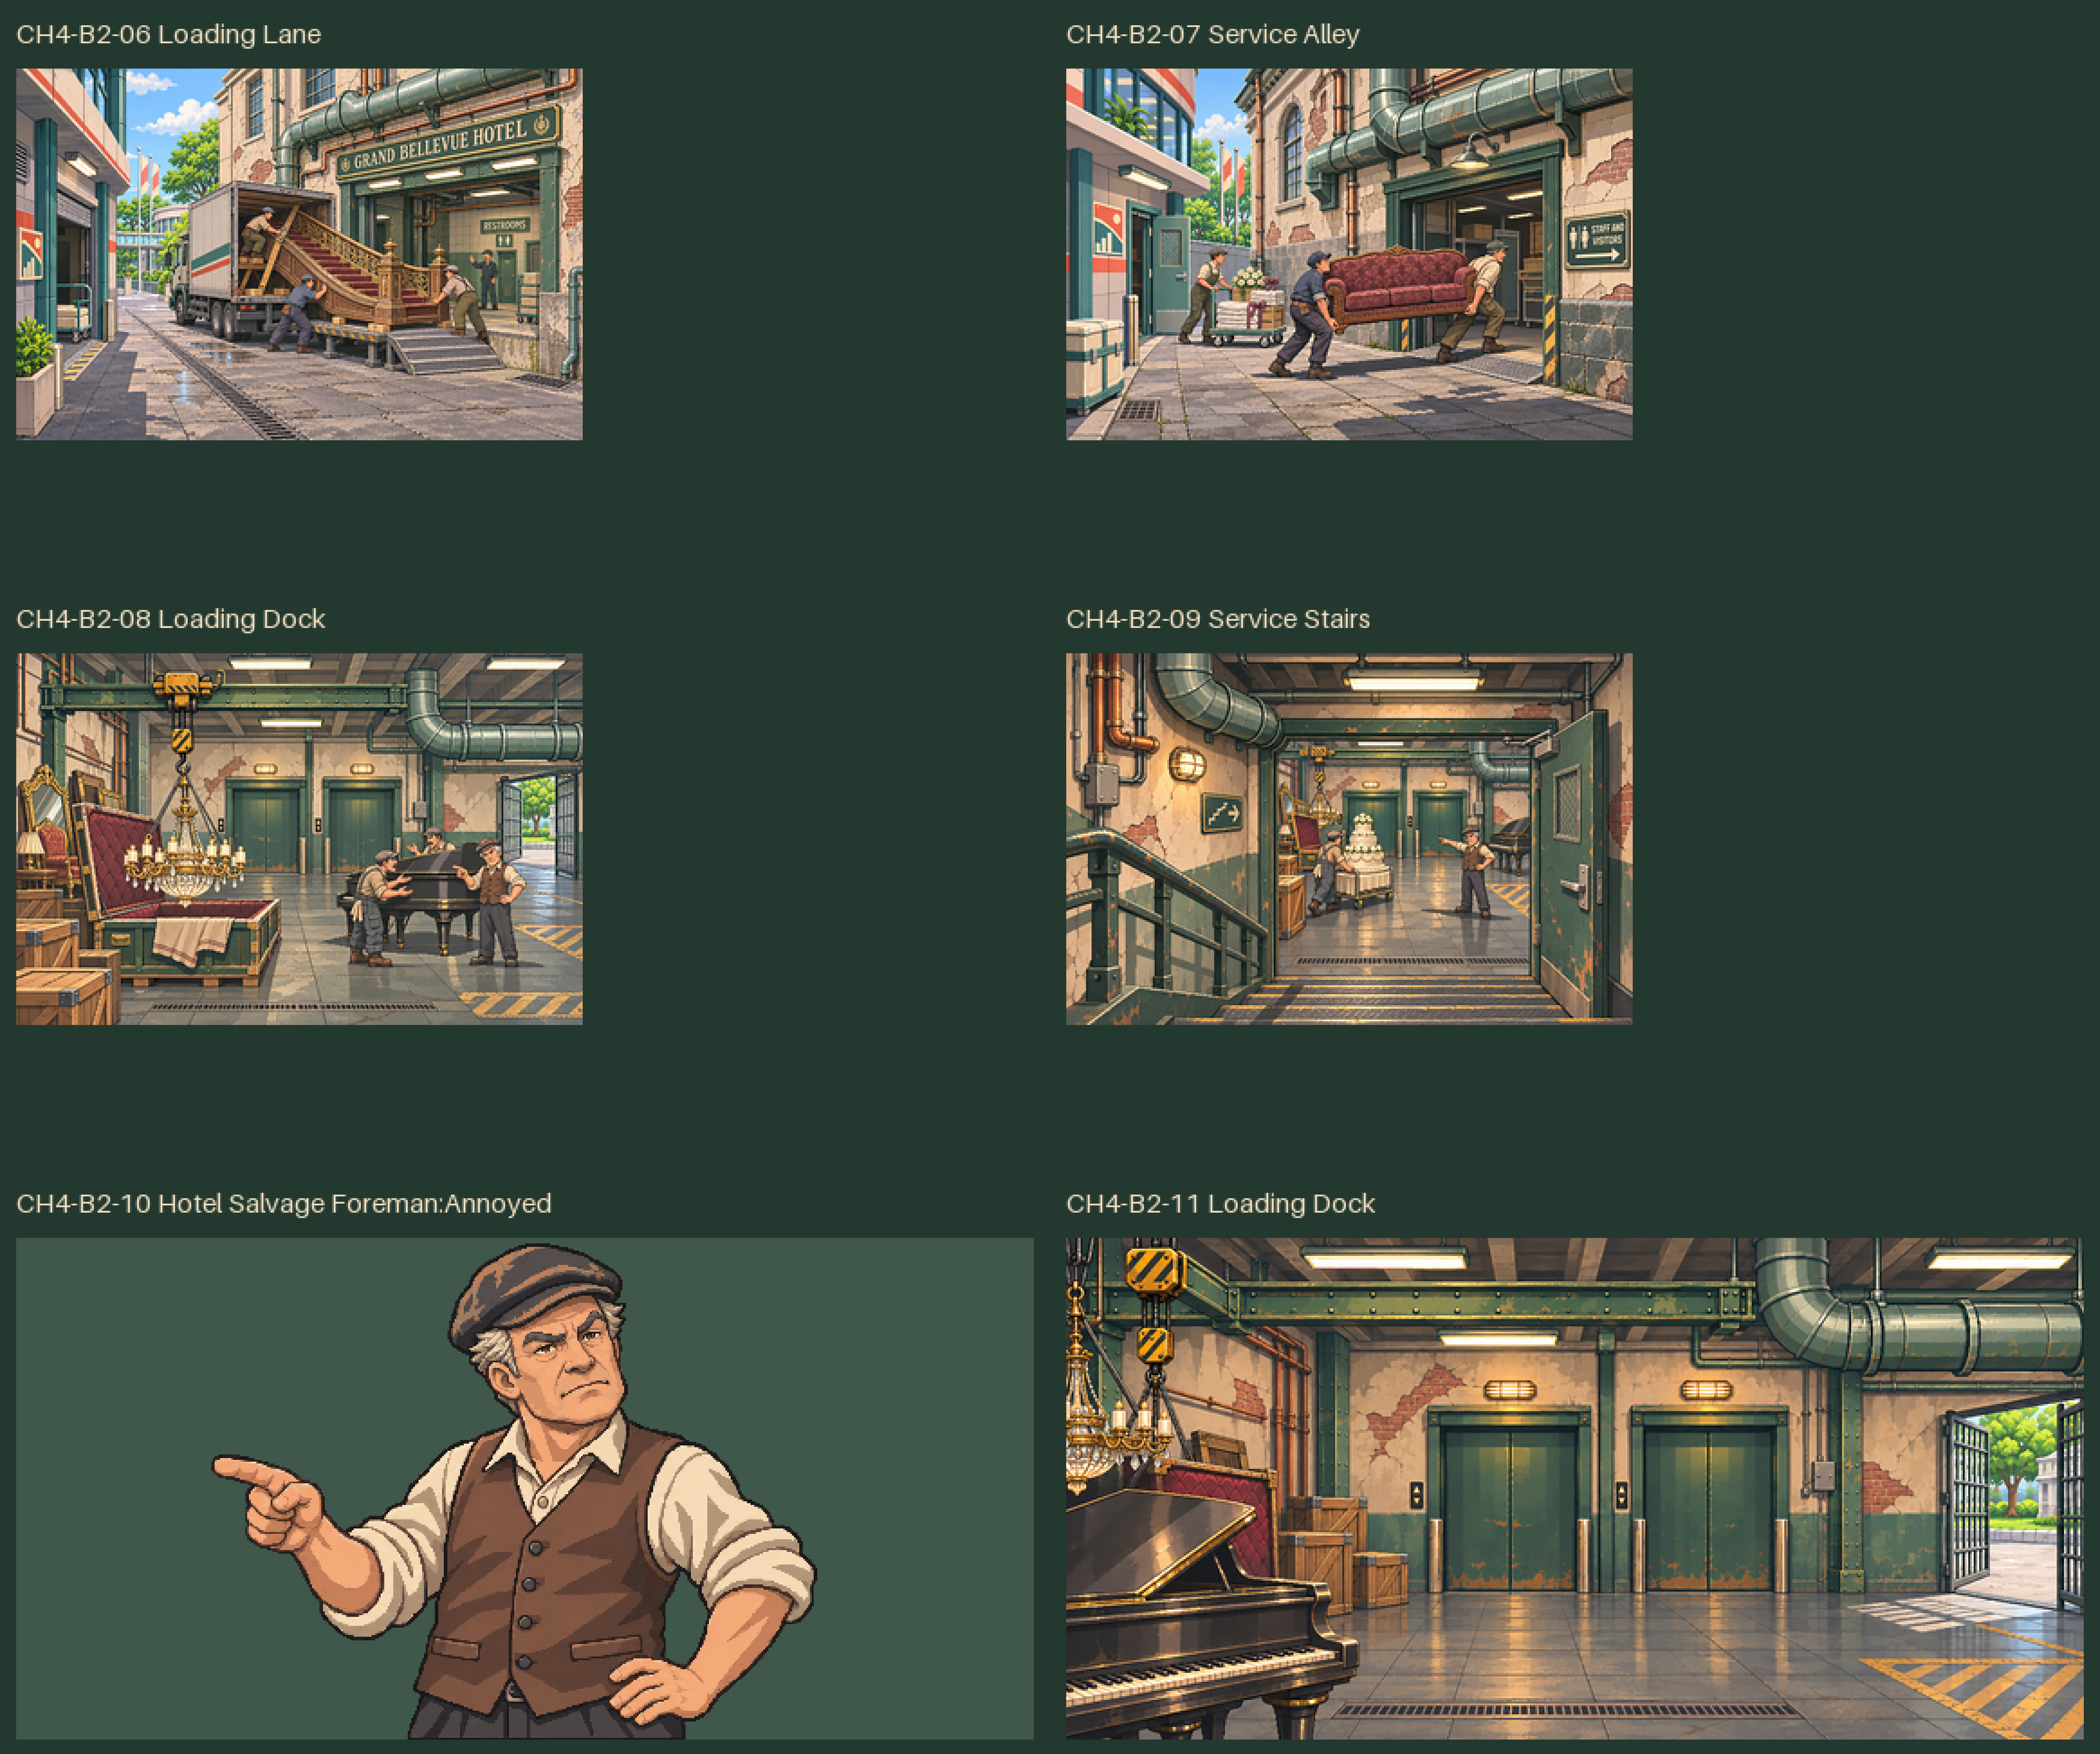 CH4-B2-06 Loading Lane
GRAND BELLEVUE HOTEL
RESTROOMS
CH4-B2-07 Service Alley
STAFF AND
VISITORS
CH4-B2-08 Loading Dock
CH4-B2-09 Service Stairs
CH4-B2-10 Hotel Salvage Foreman:Annoyed
CH4-B2-11 Loading Dock